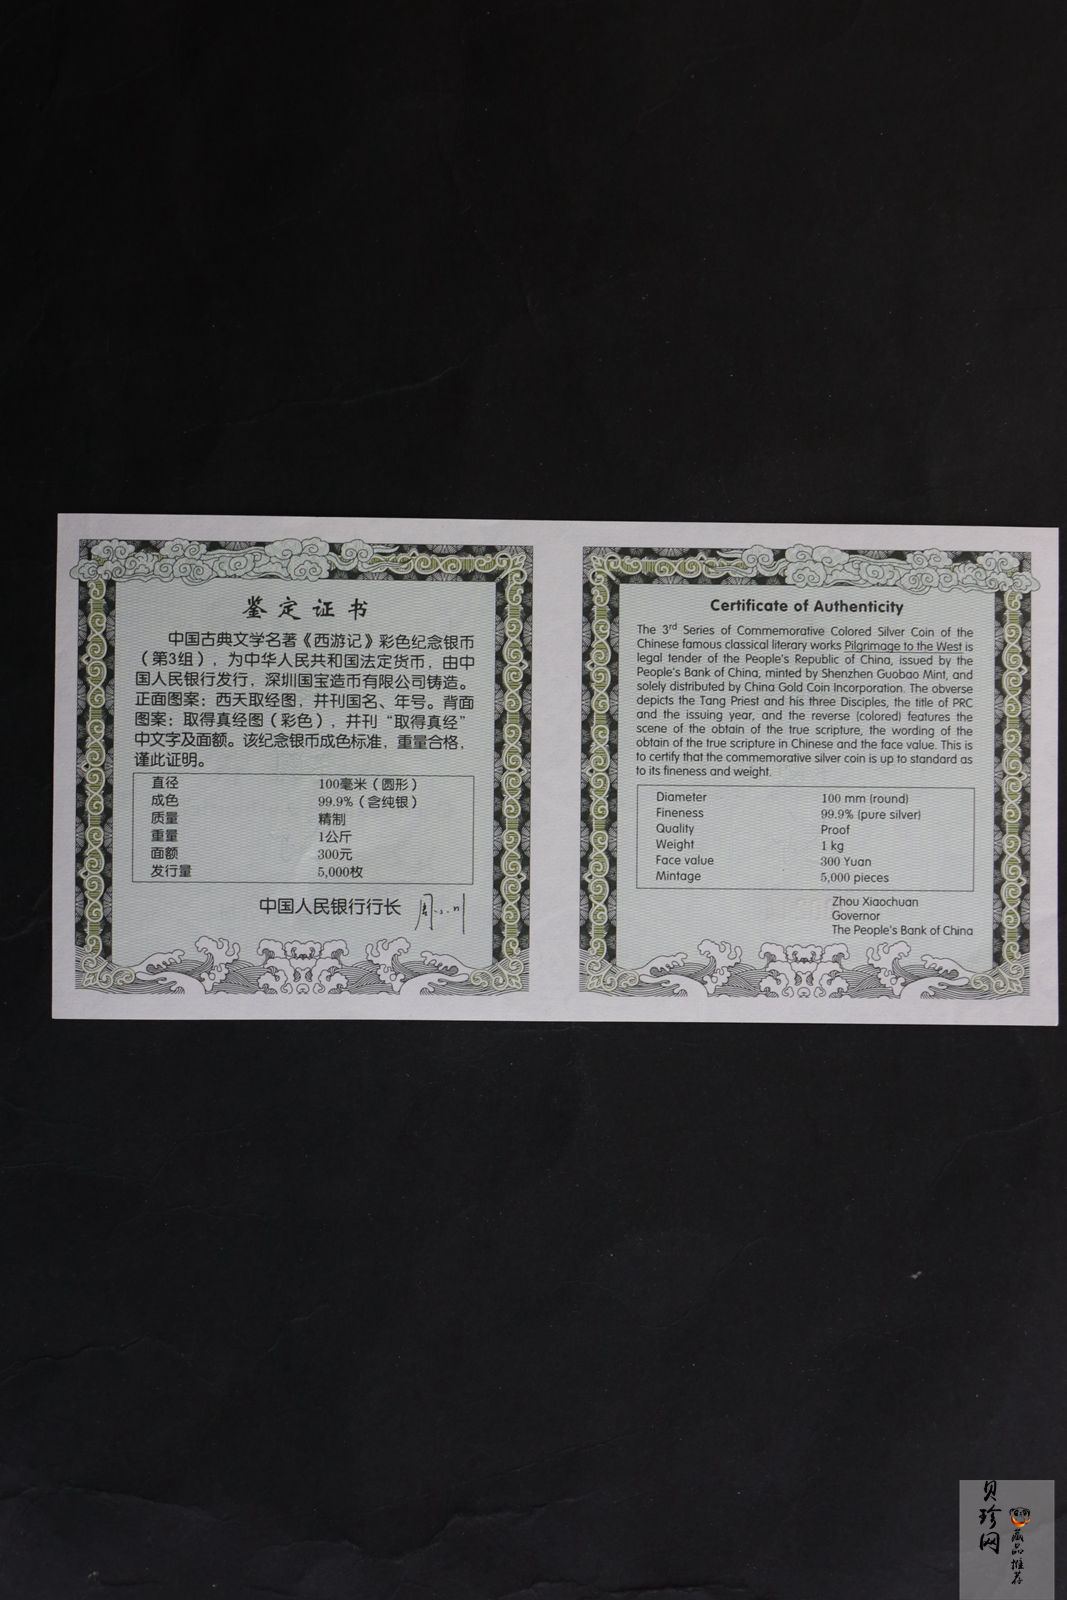 鉴定证书
中国古典文学名著《西游记》彩色纪念银币
（第3组），为中华人民共和国法定货币，由中
国人民银行发行，深圳国宝造币有限公司铸造。
正面图案：西天取经图，并刊国名、年号。背面
图案：取得真经图（彩色），并刊“取得真经”
中文字及面额。该纪念银币成色标准，重量合格，
谨此证明。
直径 100毫米（圆形）
成色 99.9%（含纯银）
质量 精制
重量 1公斤
面额 300元
发行量 5,000枚
中国人民银行行长 周小川
Certificate of Authenticity
The 3rd Series of Commemorative Colored Silver Coin of the
Chinese famous classical literary works Pilgrimage to the West is
legal tender of the People's Republic of China, issued by the
People's Bank of China, minted by Shenzhen Guobao Mint, and
solely distributed by China Gold Coin Incorporation. The obverse
depicts the Tang Priest and his three Disciples, the title of PRC
and the issuing year, and the reverse (colored) features the
scene of the obtain of the true scripture, the wording of the
obtain of the true scripture in Chinese and the face value. This is
to certify that the commemorative silver coin is up to standard as
to its fineness and weight.
Diameter 100 mm (round)
Fineness 99.9% (pure silver)
Quality Proof
Weight 1 kg
Face value 300 Yuan
Mintage 5,000 pieces
Zhou Xiaochuan
Governor
The People's Bank of China
贝珍网
藏品推荐